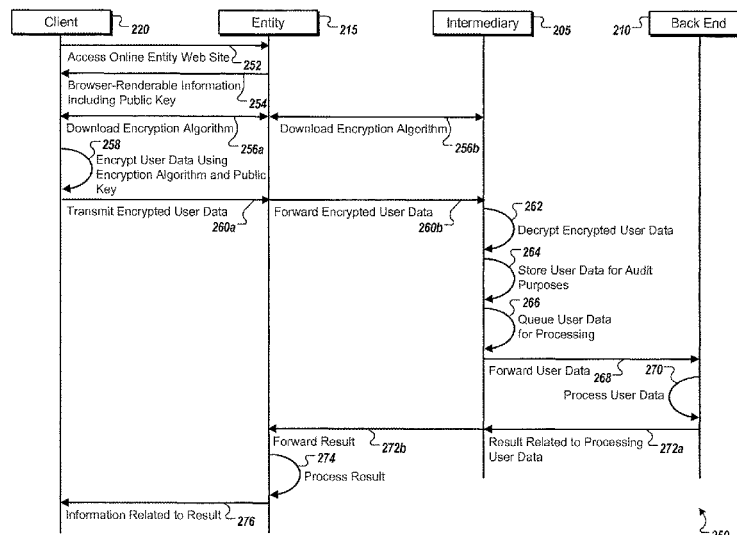 Client
220
Entity
215
Intermediary
205
210
Back End
Access Online Entity Web Site
252
Browser-Renderable Information
Including Public Key
254
Download Encryption Algorithm
256a
Download Encryption Algorithm
256b
258
Encrypt User Data Using
Encryption Algorithm and Public
Key
Transmit Encrypted User Data
260a
Forward Encrypted User Data
260b
262
Decrypt Encrypted User Data
264
Store User Data for Audit
Purposes
266
Queue User Data
for Processing
Forward User Data
268
270
Process User Data
Forward Result
272b
Result Related to Processing
User Data
272a
274
Process Result
Information Related to Result
276